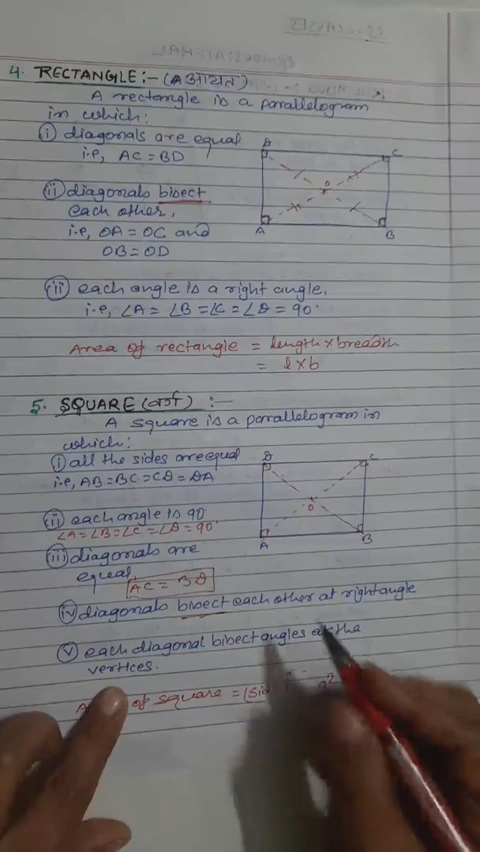 4. RECTANGLE:- (आयत)
A rectangle is a parallelogram
in which:
(i) diagonals are equal
i.e, AC = BD
(ii) diagonals bisect
each other,
i.e, OA = OC and
OB = OD
D
C
O
A
B
(iii) each angle is a right angle,
i.e, ∠A = ∠B = ∠C = ∠D = 90°
Area of rectangle = length × breadth
= l × b
5. SQUARE (वर्ग) :-
A square is a parallelogram in
which:
(i) all the sides are equal
i.e, AB = BC = CD = DA
(ii) each angle is 90
∠A = ∠B = ∠C = ∠D = 90°
(iii) diagonals are
equal,
AC = BD
D
C
O
A
B
(iv) diagonals bisect each other at rightangle
(v) each diagonal bisect angles at the
vertices.
of square =